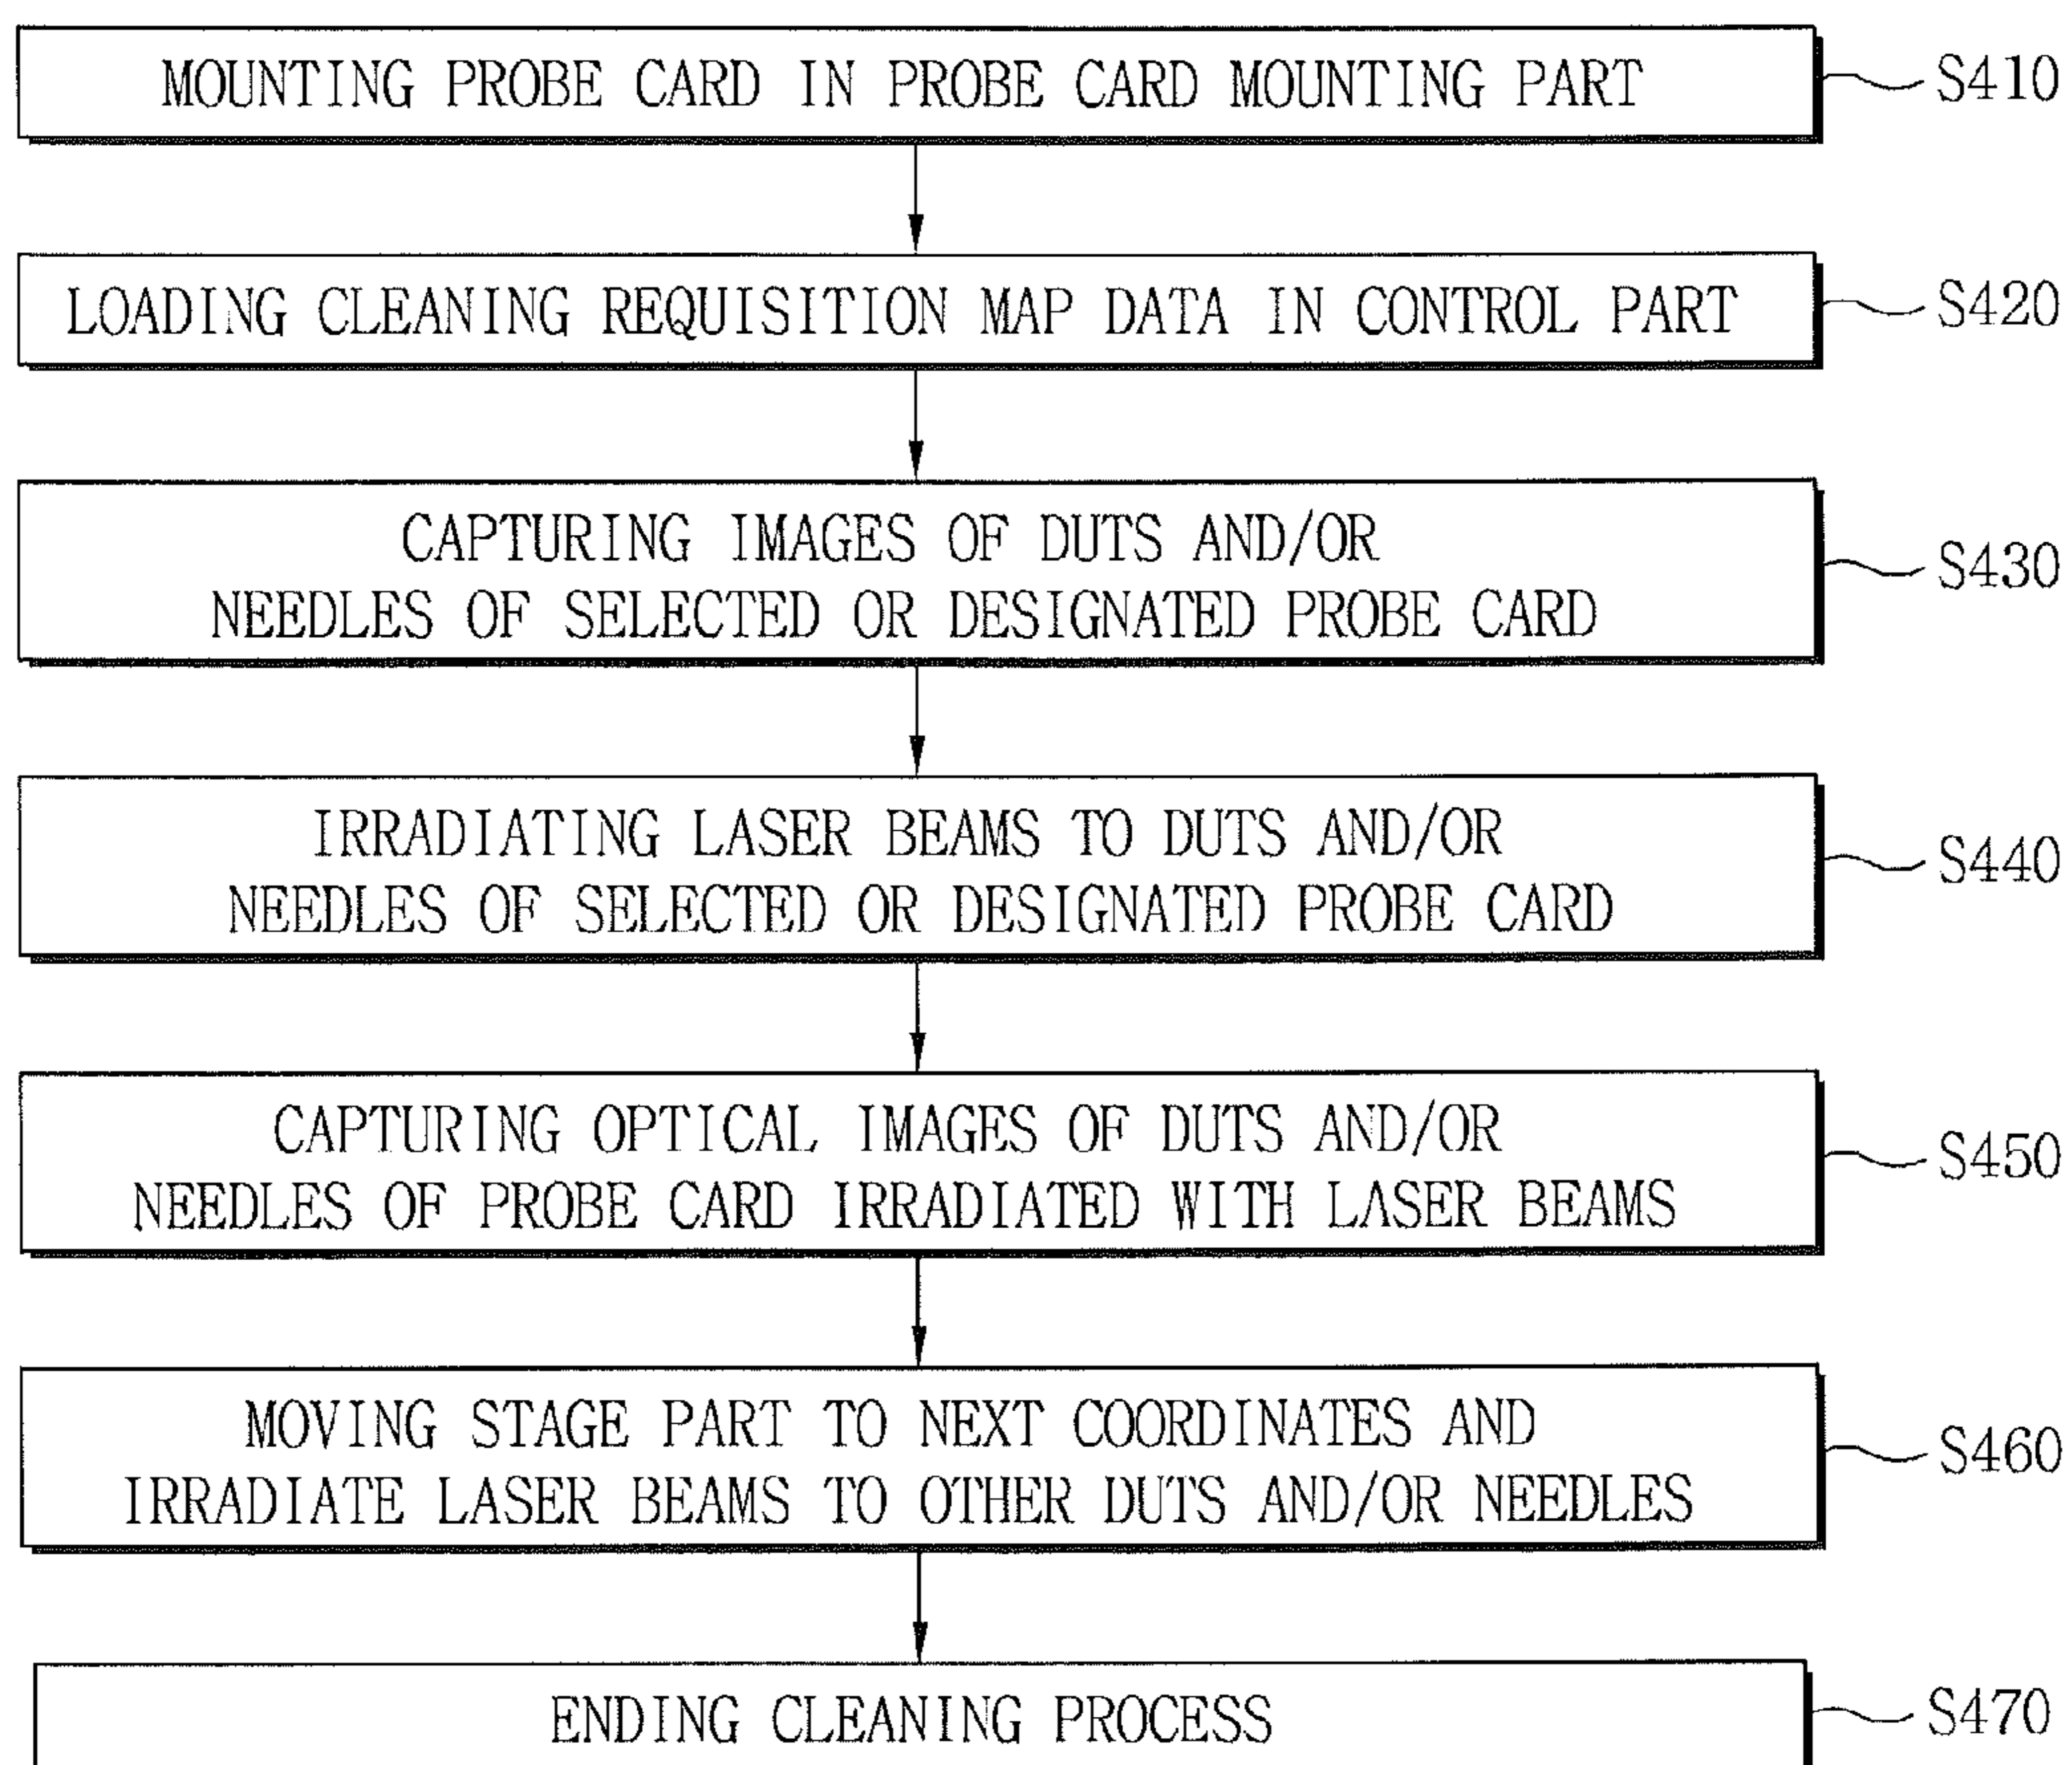 MOUNTING PROBE CARD IN PROBE CARD MOUNTING PART
S410
LOADING CLEANING REQUISITION MAP DATA IN CONTROL PART
S420
CAPTURING IMAGES OF DUTS AND/OR
NEEDLES OF SELECTED OR DESIGNATED PROBE CARD
S430
IRRADIATING LASER BEAMS TO DUTS AND/OR
NEEDLES OF SELECTED OR DESIGNATED PROBE CARD
S440
CAPTURING OPTICAL IMAGES OF DUTS AND/OR
NEEDLES OF PROBE CARD IRRADIATED WITH LASER BEAMS
S450
MOVING STAGE PART TO NEXT COORDINATES AND
IRRADIATE LASER BEAMS TO OTHER DUTS AND/OR NEEDLES
S460
ENDING CLEANING PROCESS
S470